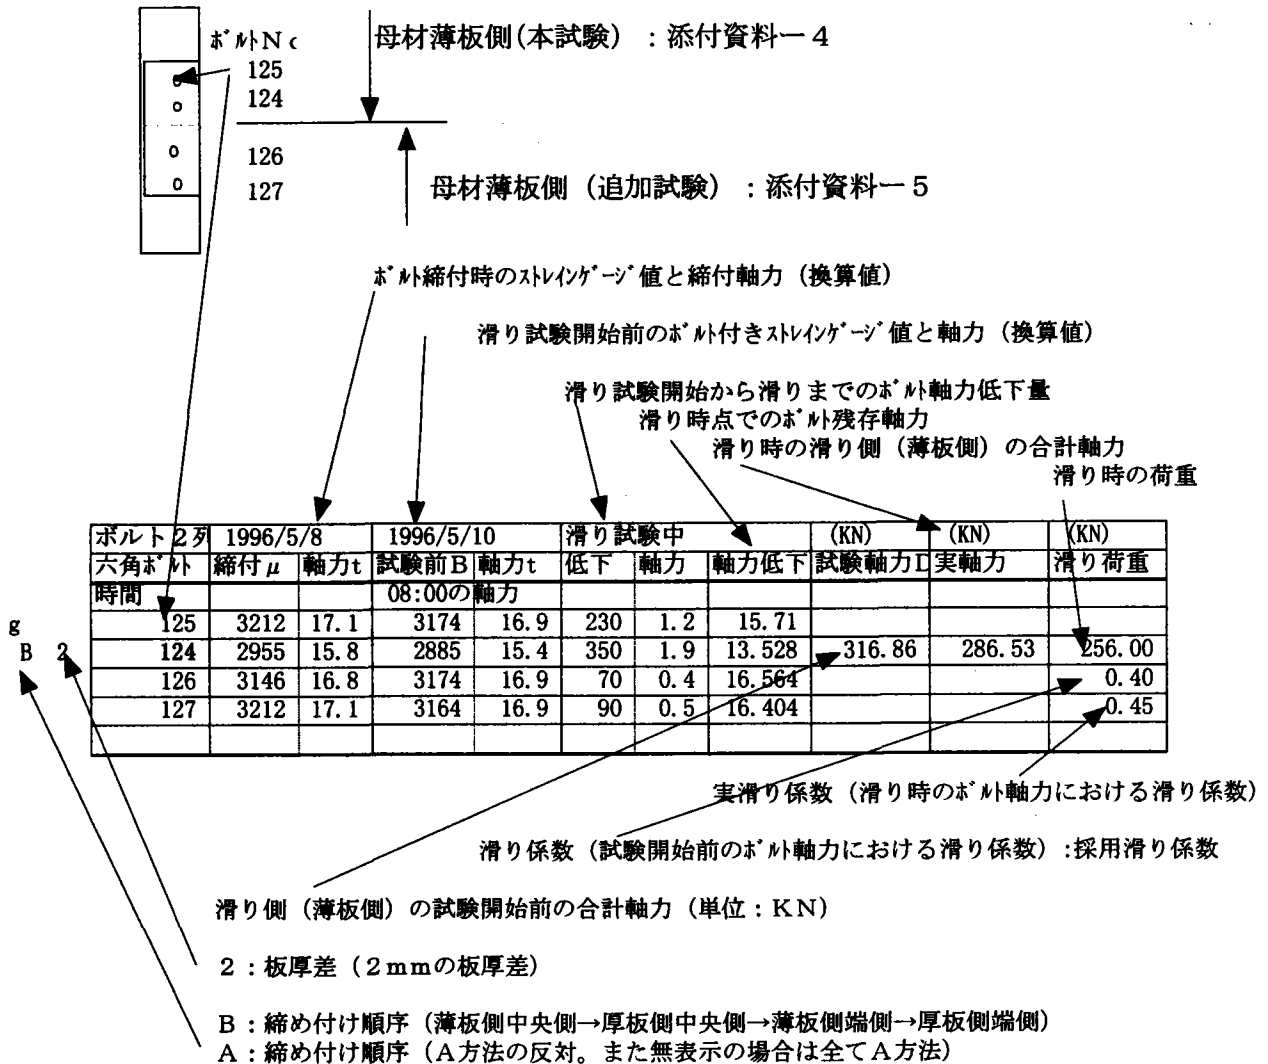 ボルトNo
母材薄板側(本試験)：添付資料ー4
125
124
126
127
母材薄板側（追加試験）：添付資料ー5
ボルト締付時のストレインゲージ値と締付軸力（換算値）
滑り試験開始前のボルト付きストレインゲージ値と軸力（換算値）
滑り試験開始から滑りまでのボルト軸力低下量
滑り時点でのボルト残存軸力
滑り時の滑り側（薄板側）の合計軸力
滑り時の荷重
ボルト2列 1996/5/8 1996/5/10 滑り試験中 (KN) (KN) (KN)
六角ボルト 締付μ 軸力t 試験前B 軸力t 低下 軸力 軸力低下 試験軸力D 実軸力 滑り荷重
時間 08:00の軸力
125 3212 17.1 3174 16.9 230 1.2 15.71
g
B 2 124 2955 15.8 2885 15.4 350 1.9 13.528 316.86 286.53 256.00
126 3146 16.8 3174 16.9 70 0.4 16.564 0.40
127 3212 17.1 3164 16.9 90 0.5 16.404 0.45
実滑り係数（滑り時のボルト軸力における滑り係数）
滑り係数（試験開始前のボルト軸力における滑り係数）:採用滑り係数
滑り側（薄板側）の試験開始前の合計軸力（単位：KN）
2：板厚差（2mmの板厚差）
B：締め付け順序（薄板側中央側→厚板側中央側→薄板側端側→厚板側端側）
A：締め付け順序（A方法の反対。また無表示の場合は全てA方法）